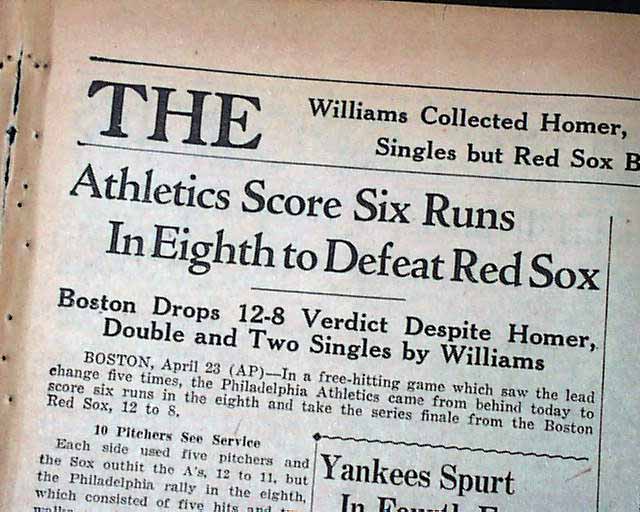 THE
Williams Collected Homer,
Singles but Red Sox B
Athletics Score Six Runs
In Eighth to Defeat Red Sox
Boston Drops 12-8 Verdict Despite Homer,
Double and Two Singles by Williams
BOSTON, April 23 (AP)—In a free-hitting game which saw the lead
change five times, the Philadelphia Athletics came from behind today to
score six runs in the eighth and take the series finale from the Boston
Red Sox, 12 to 8.
10 Pitchers See Service
Each side used five pitchers and
the Sox outhit the A's, 12 to 11, but
the Philadelphia rally in the eighth,
which consisted of five hits and
Yankees Spurt
In Fourth